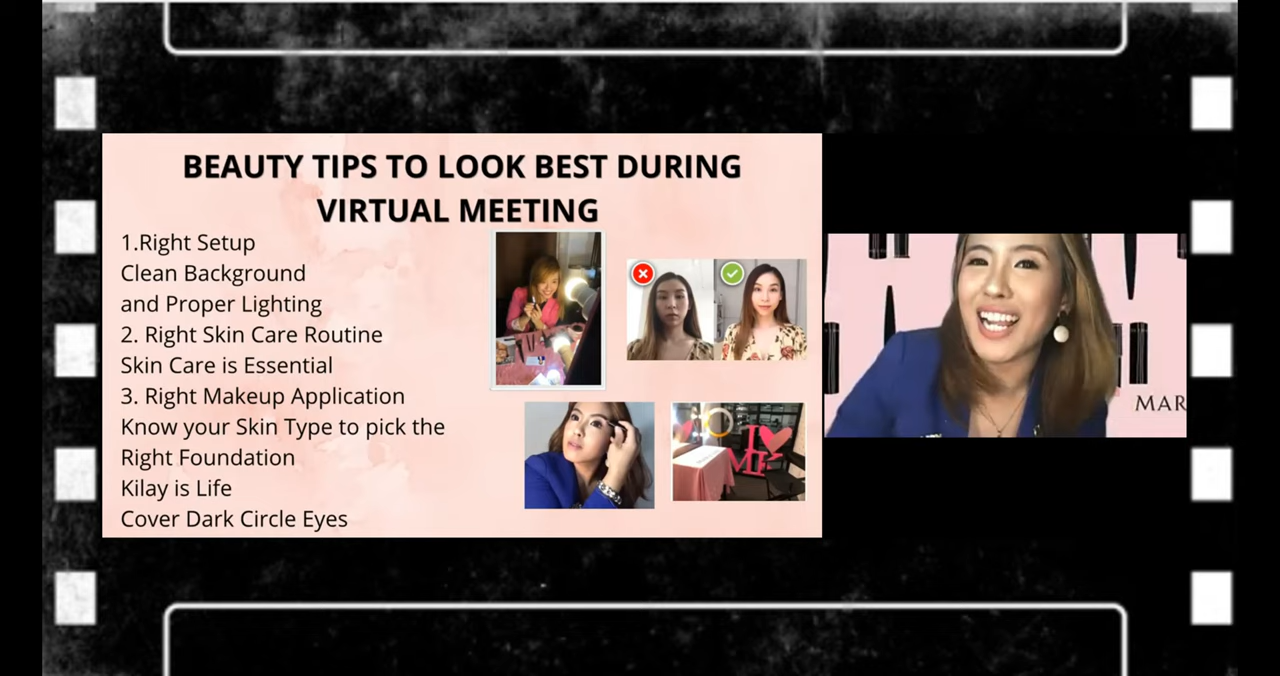 BEAUTY TIPS TO LOOK BEST DURING
VIRTUAL MEETING
1.Right Setup
Clean Background
and Proper Lighting
2. Right Skin Care Routine
Skin Care is Essential
3. Right Makeup Application
Know your Skin Type to pick the
Right Foundation
Kilay is Life
Cover Dark Circle Eyes
MAR